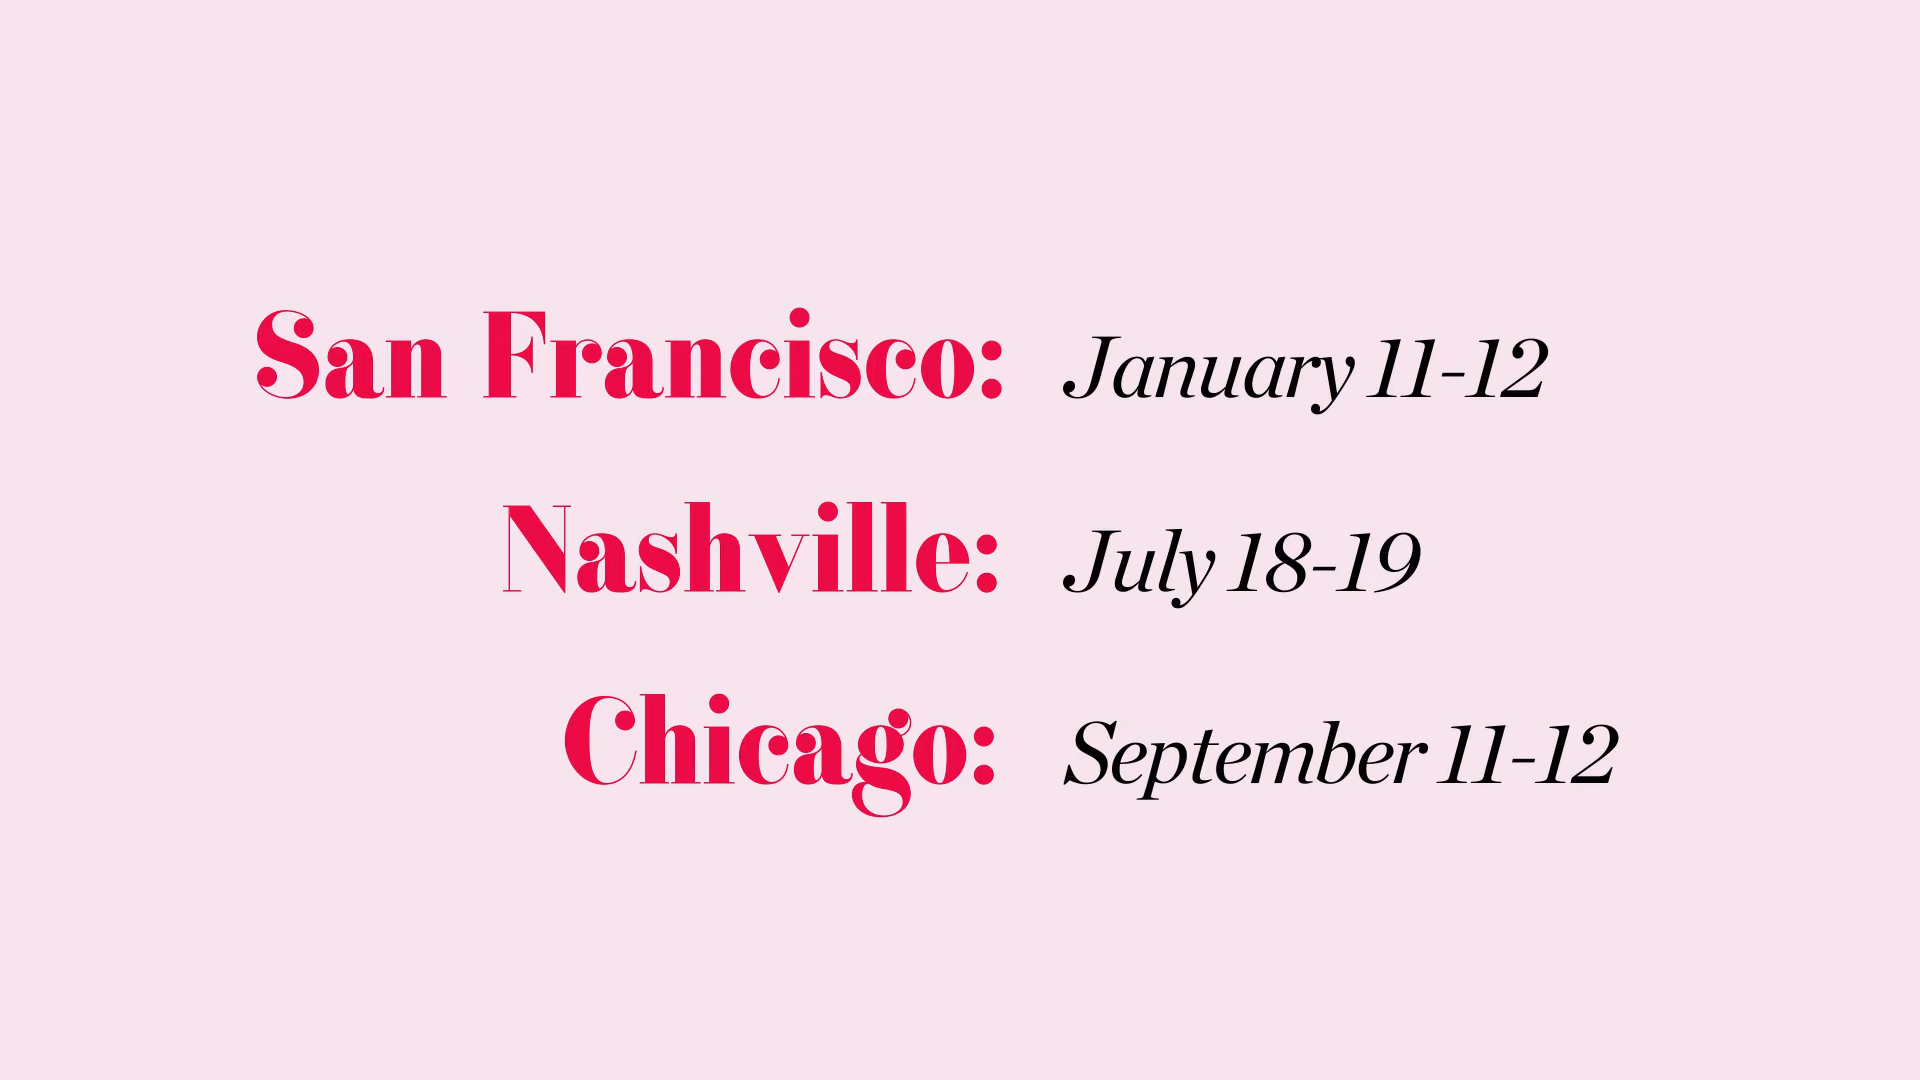 San Francisco: January 11-12
Nashville: July 18-19
Chicago: September 11-12